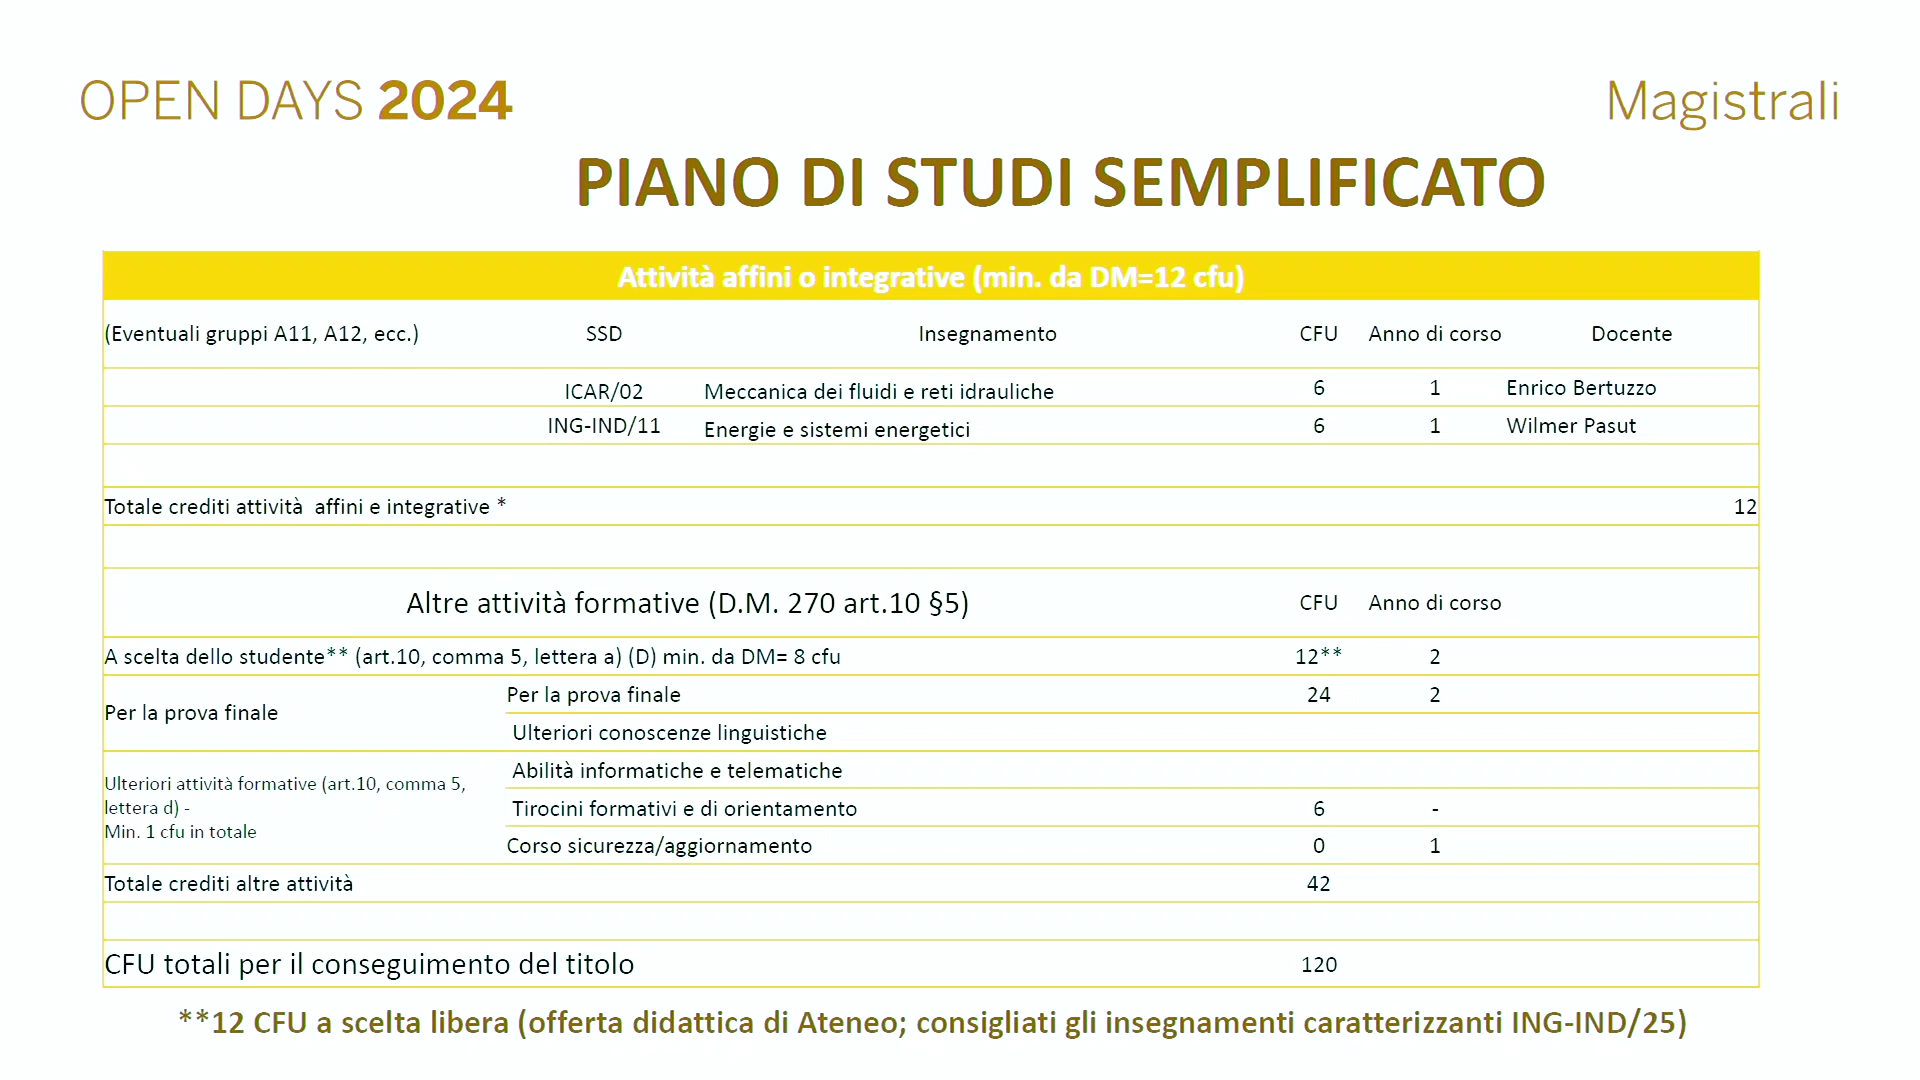 OPEN DAYS 2024
Magistrali
PIANO DI STUDI SEMPLIFICATO
Attività affini o integrative (min. da DM=12 cfu)
(Eventuali gruppi A11, A12, ecc.) SSD Insegnamento CFU Anno di corso Docente
ICAR/02 Meccanica dei fluidi e reti idrauliche 6 1 Enrico Bertuzzo
ING-IND/11 Energie e sistemi energetici 6 1 Wilmer Pasut
Totale crediti attività affini e integrative * 12
Altre attività formative (D.M. 270 art.10 §5) CFU Anno di corso
A scelta dello studente** (art.10, comma 5, lettera a) (D) min. da DM= 8 cfu 12** 2
Per la prova finale
Per la prova finale 24 2
Ulteriori conoscenze linguistiche
Ulteriori attività formative (art.10, comma 5,
lettera d) -
Min. 1 cfu in totale
Abilità informatiche e telematiche
Tirocini formativi e di orientamento 6 -
Corso sicurezza/aggiornamento 0 1
Totale crediti altre attività 42
CFU totali per il conseguimento del titolo 120
**12 CFU a scelta libera (offerta didattica di Ateneo; consigliati gli insegnamenti caratterizzanti ING-IND/25)